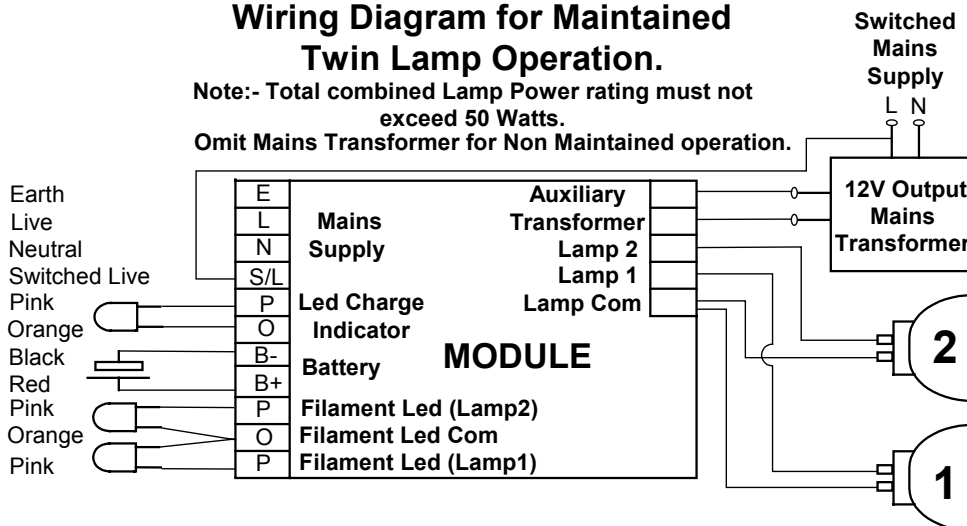 Wiring Diagram for Maintained
Twin Lamp Operation.
Note:- Total combined Lamp Power rating must not
exceed 50 Watts.
Omit Mains Transformer for Non Maintained operation.
Switched
Mains
Supply
L N
12V Output
Mains
Transformer
Earth
Live
Neutral
Switched Live
Pink
Orange
Black
Red
Pink
Orange
Pink
E
L
N
S/L
P
O
B-
B+
P
O
P
Mains
Supply
Led Charge
Indicator
Battery
Filament Led (Lamp2)
Filament Led Com
Filament Led (Lamp1)
MODULE
Auxiliary
Transformer
Lamp 2
Lamp 1
Lamp Com
2
1